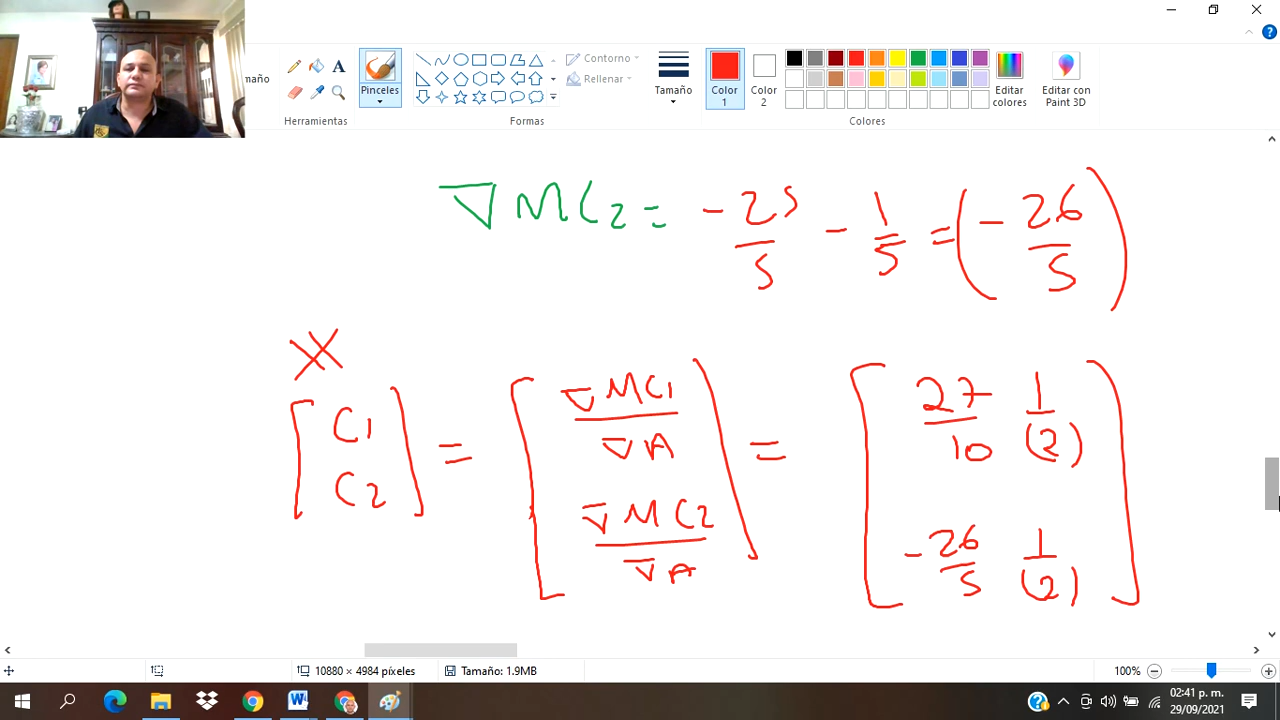 maño
Pinceles
A
Contorno
Rellenar
Tamaño
Color 1
Color 2
Editar colores
Editar con Paint 3D
Herramientas
Formas
Colores
∇MC2 = -25/5 - 1/5 = (-26/5)
[C1 C2] = [∇MC1/∇A ∇MC2/∇A] = [27/10 1/(2) -26/5 1/(2)]
10880 × 4984 píxeles
Tamaño: 1.9MB
100%
02:41 p. m.
29/09/2021